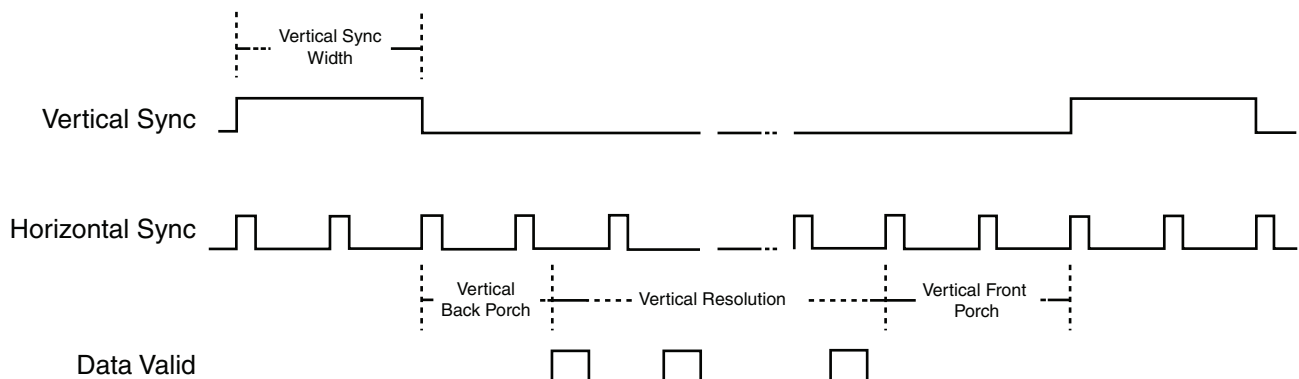 Vertical Sync
Width
Vertical Sync
Horizontal Sync
Vertical
Back Porch
Vertical Resolution
Vertical Front
Porch
Data Valid